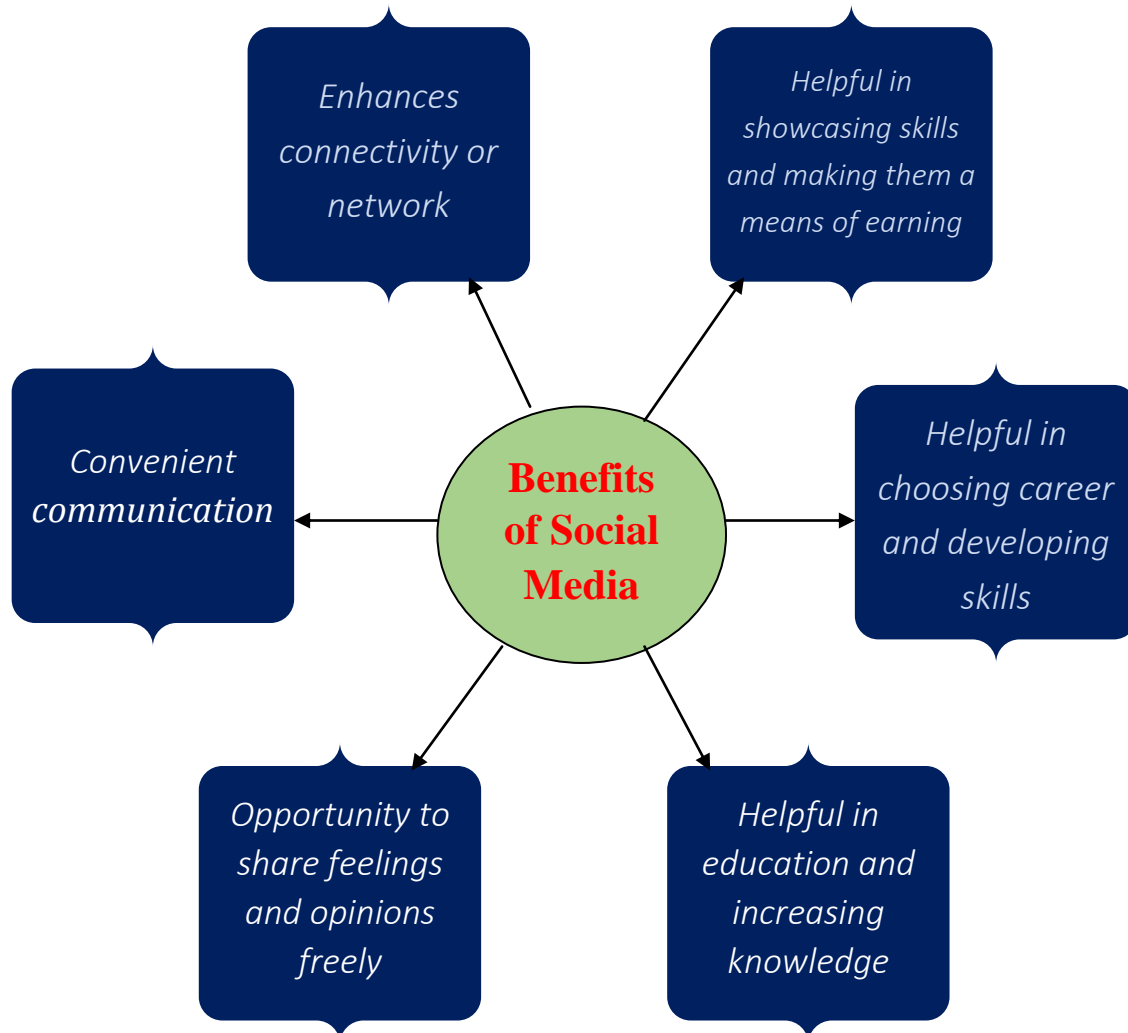 Enhances
connectivity or
network
Helpful in
showcasing skills
and making them a
means of earning
Convenient
communication
Benefits
of Social
Media
Helpful in
choosing career
and developing
skills
Opportunity to
share feelings
and opinions
freely
Helpful in
education and
increasing
knowledge